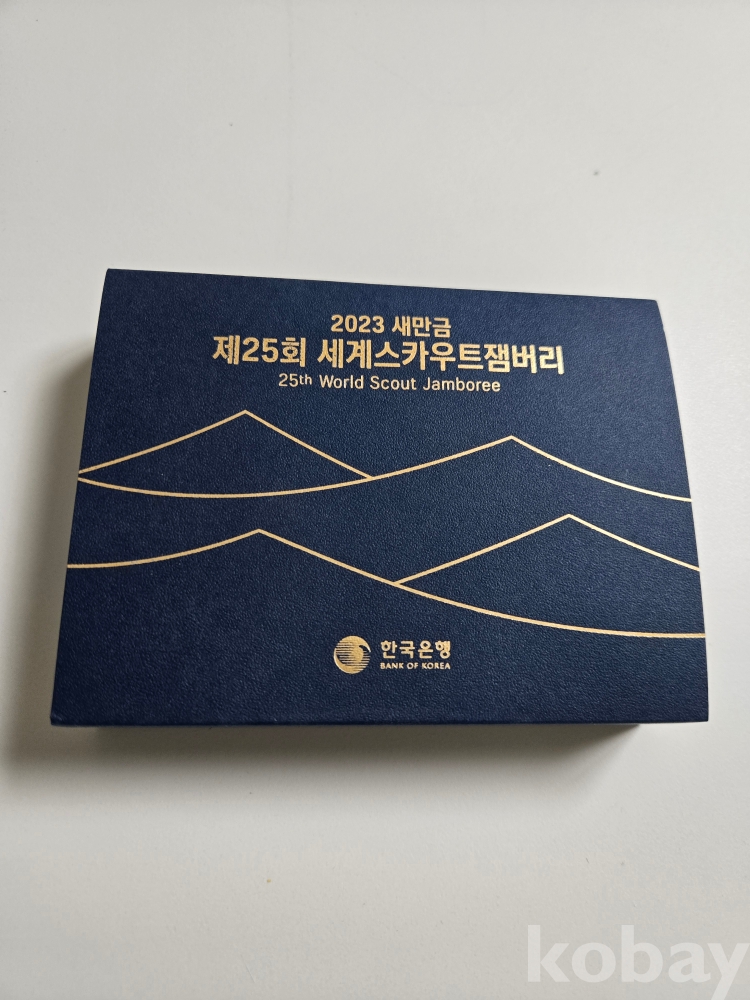 2023 새만금
제25회 세계스카우트잼버리
25th World Scout Jamboree
한국은행
BANK OF KOREA
kobay